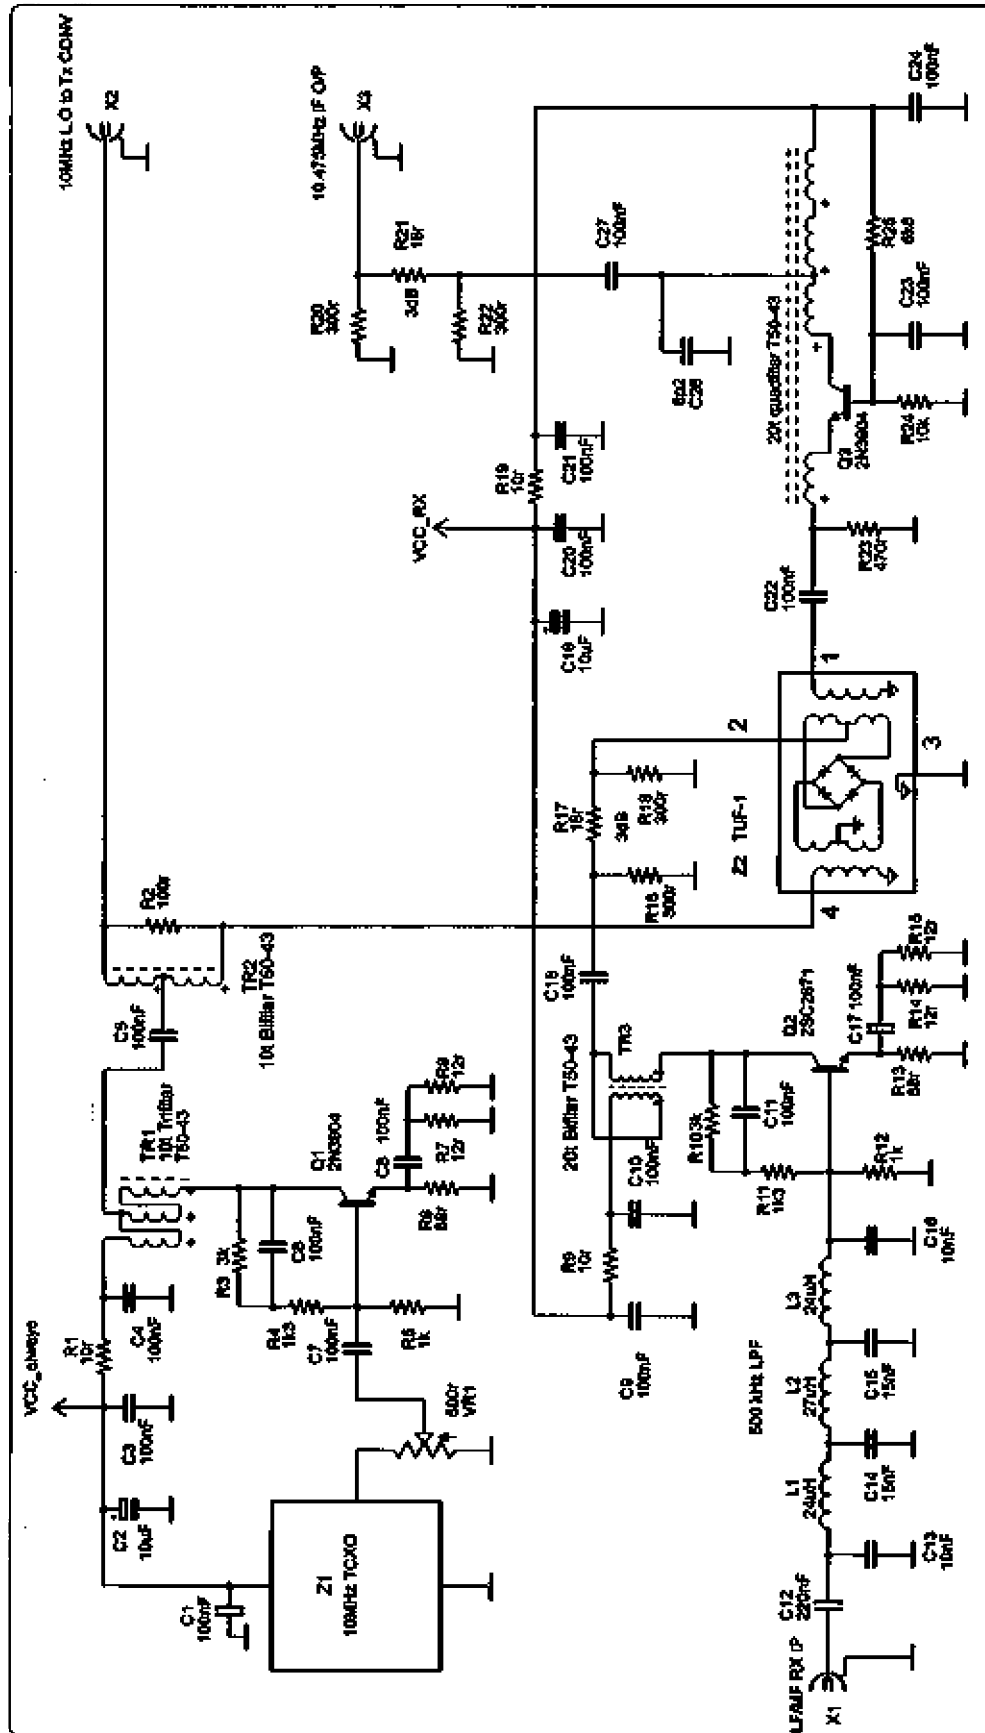 10MHz LO to Tx CONV
X2
10.475MHz IF O/P
X3
VCC_always
C1
100nF
C2
10uF
C3
100nF
R1
10r
C4
100nF
TR1
10t Trifilar
T50-43
C5
100nF
R2
100r
TR2
10t Bifilar T50-43
Z1
10MHz TCXO
500r
VR1
C7
100nF
R3 3k
C6
100nF
R4
1k3
R5
1k
Q1
2N3904
C8 100nF
R6
68r
R7
12r
12r
R20
300r
R21
18r
3dB
R22
300r
C27
100nF
C24
100nF
VCC_RX
R19
10r
C21
100nF
C20
100nF
C19
10uF
20t quadfilar T50-43
R25
C23
100nF
R24
10k
Q3
2N3904
R23
470r
C22
100nF
Z2 TUF-1
1
2
3
4
R17
18r
3dB
R18
300r
R16
300r
C18
100nF
20t Bifilar T50-43
TR3
C10
100nF
R9
10r
C9
100nF
R10 3k
C11
100nF
R11
1k3
R12
1k
Q2
2SC2671
C17 100nF
R13
68r
R14
12r
R15
12r
LF/MF RX I/P
X1
C12
220nF
C13
10nF
L1
24uH
C14
15nF
500 kHz LPF
L2
27uH
C15
15nF
L3
24uH
C16
10nF